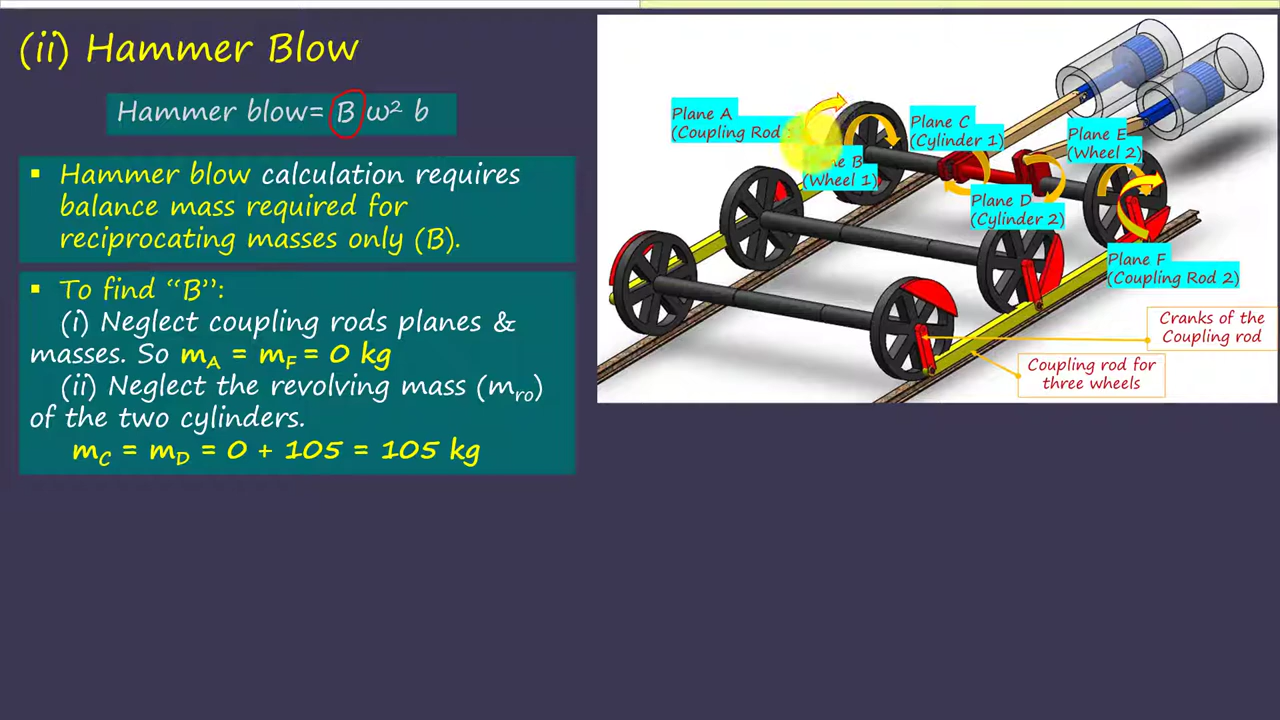 (ii) Hammer Blow
Hammer blow= B ω² b
▪ Hammer blow calculation requires
balance mass required for
reciprocating masses only (B).
▪ To find “B”:
(i) Neglect coupling rods planes &
masses. So mA = mF = 0 kg
(ii) Neglect the revolving mass (mro)
of the two cylinders.
mC = mD = 0 + 105 = 105 kg
Plane A
(Coupling Rod
Plane B
(Wheel 1)
Plane C
(Cylinder 1)
Plane D
(Cylinder 2)
Plane E
(Wheel 2)
Plane F
(Coupling Rod 2)
Cranks of the
Coupling rod
Coupling rod for
three wheels